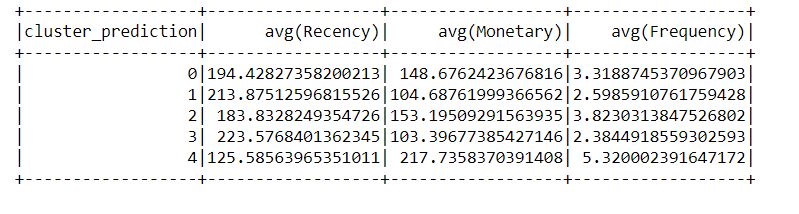 +------------------+------------------+------------------+------------------+
|cluster_prediction|      avg(Recency)|     avg(Monetary)|    avg(Frequency)|
+------------------+------------------+------------------+------------------+
|                 0|194.42827358200213| 148.6762423676816|3.3188745370967903|
|                 1|213.87512596815526|104.68761999366562|2.5985910761759428|
|                 2| 183.8328249354726|153.19509291563935|3.8230313847526802|
|                 3| 223.5768401362345|103.39677385427146|2.3844918559302593|
|                 4|125.58563965351011| 217.7358370391408| 5.320002391647172|
+------------------+------------------+------------------+------------------+